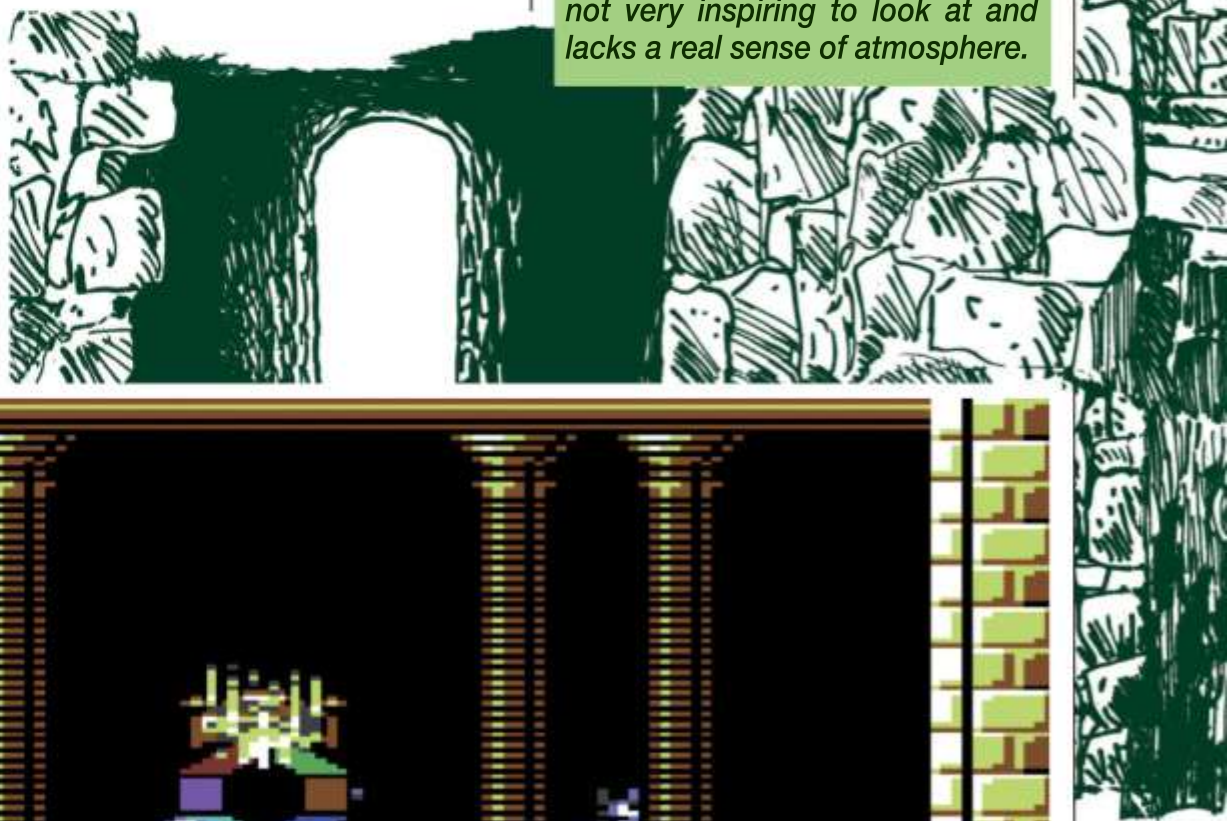 not very inspiring to look at and
lacks a real sense of atmosphere.